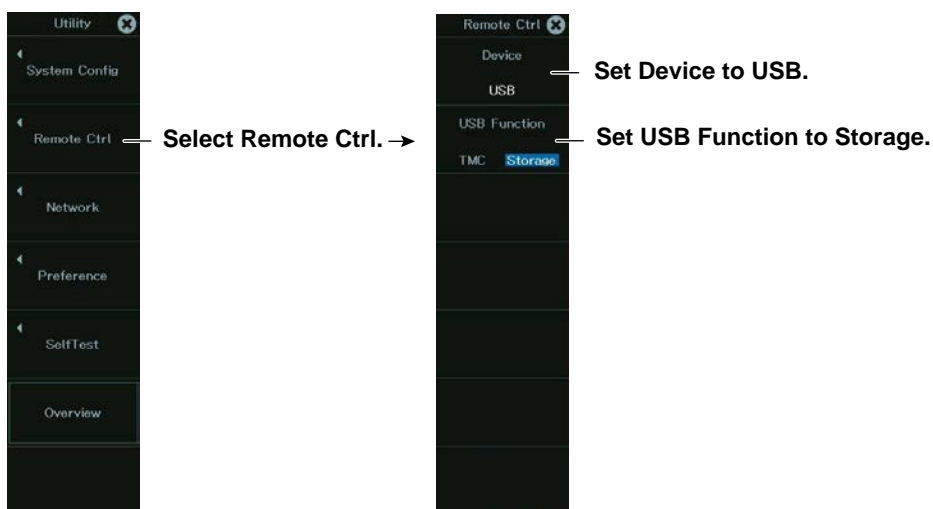 Utility
System Config
Remote Ctrl
Network
Preference
SelfTest
Overview
Select Remote Ctrl.
Remote Ctrl
Device
USB
USB Function
TMC Storage
Set Device to USB.
Set USB Function to Storage.